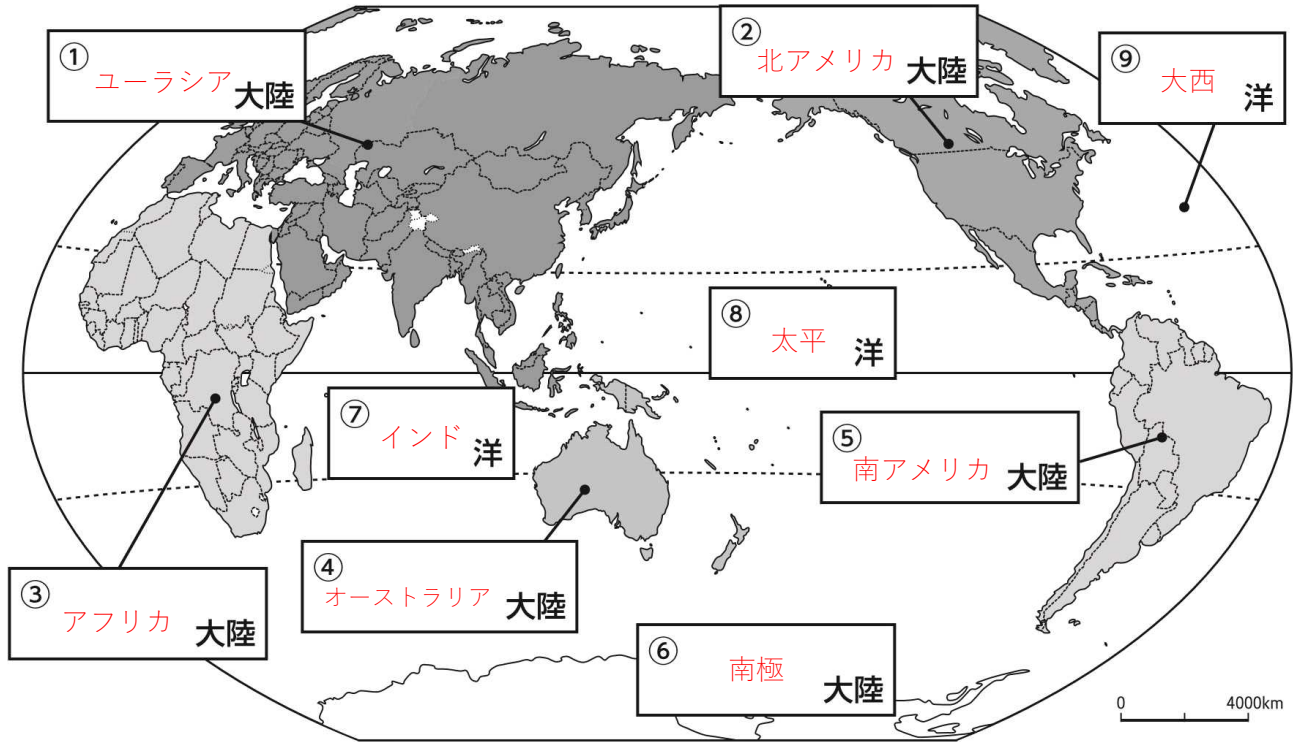 ①
ユーラシア 大陸
②
北アメリカ 大陸
⑨
大西 洋
⑧
太平 洋
⑦
インド 洋
⑤
南アメリカ 大陸
④
オーストラリア 大陸
③
アフリカ 大陸
⑥
南極 大陸
0 4000km